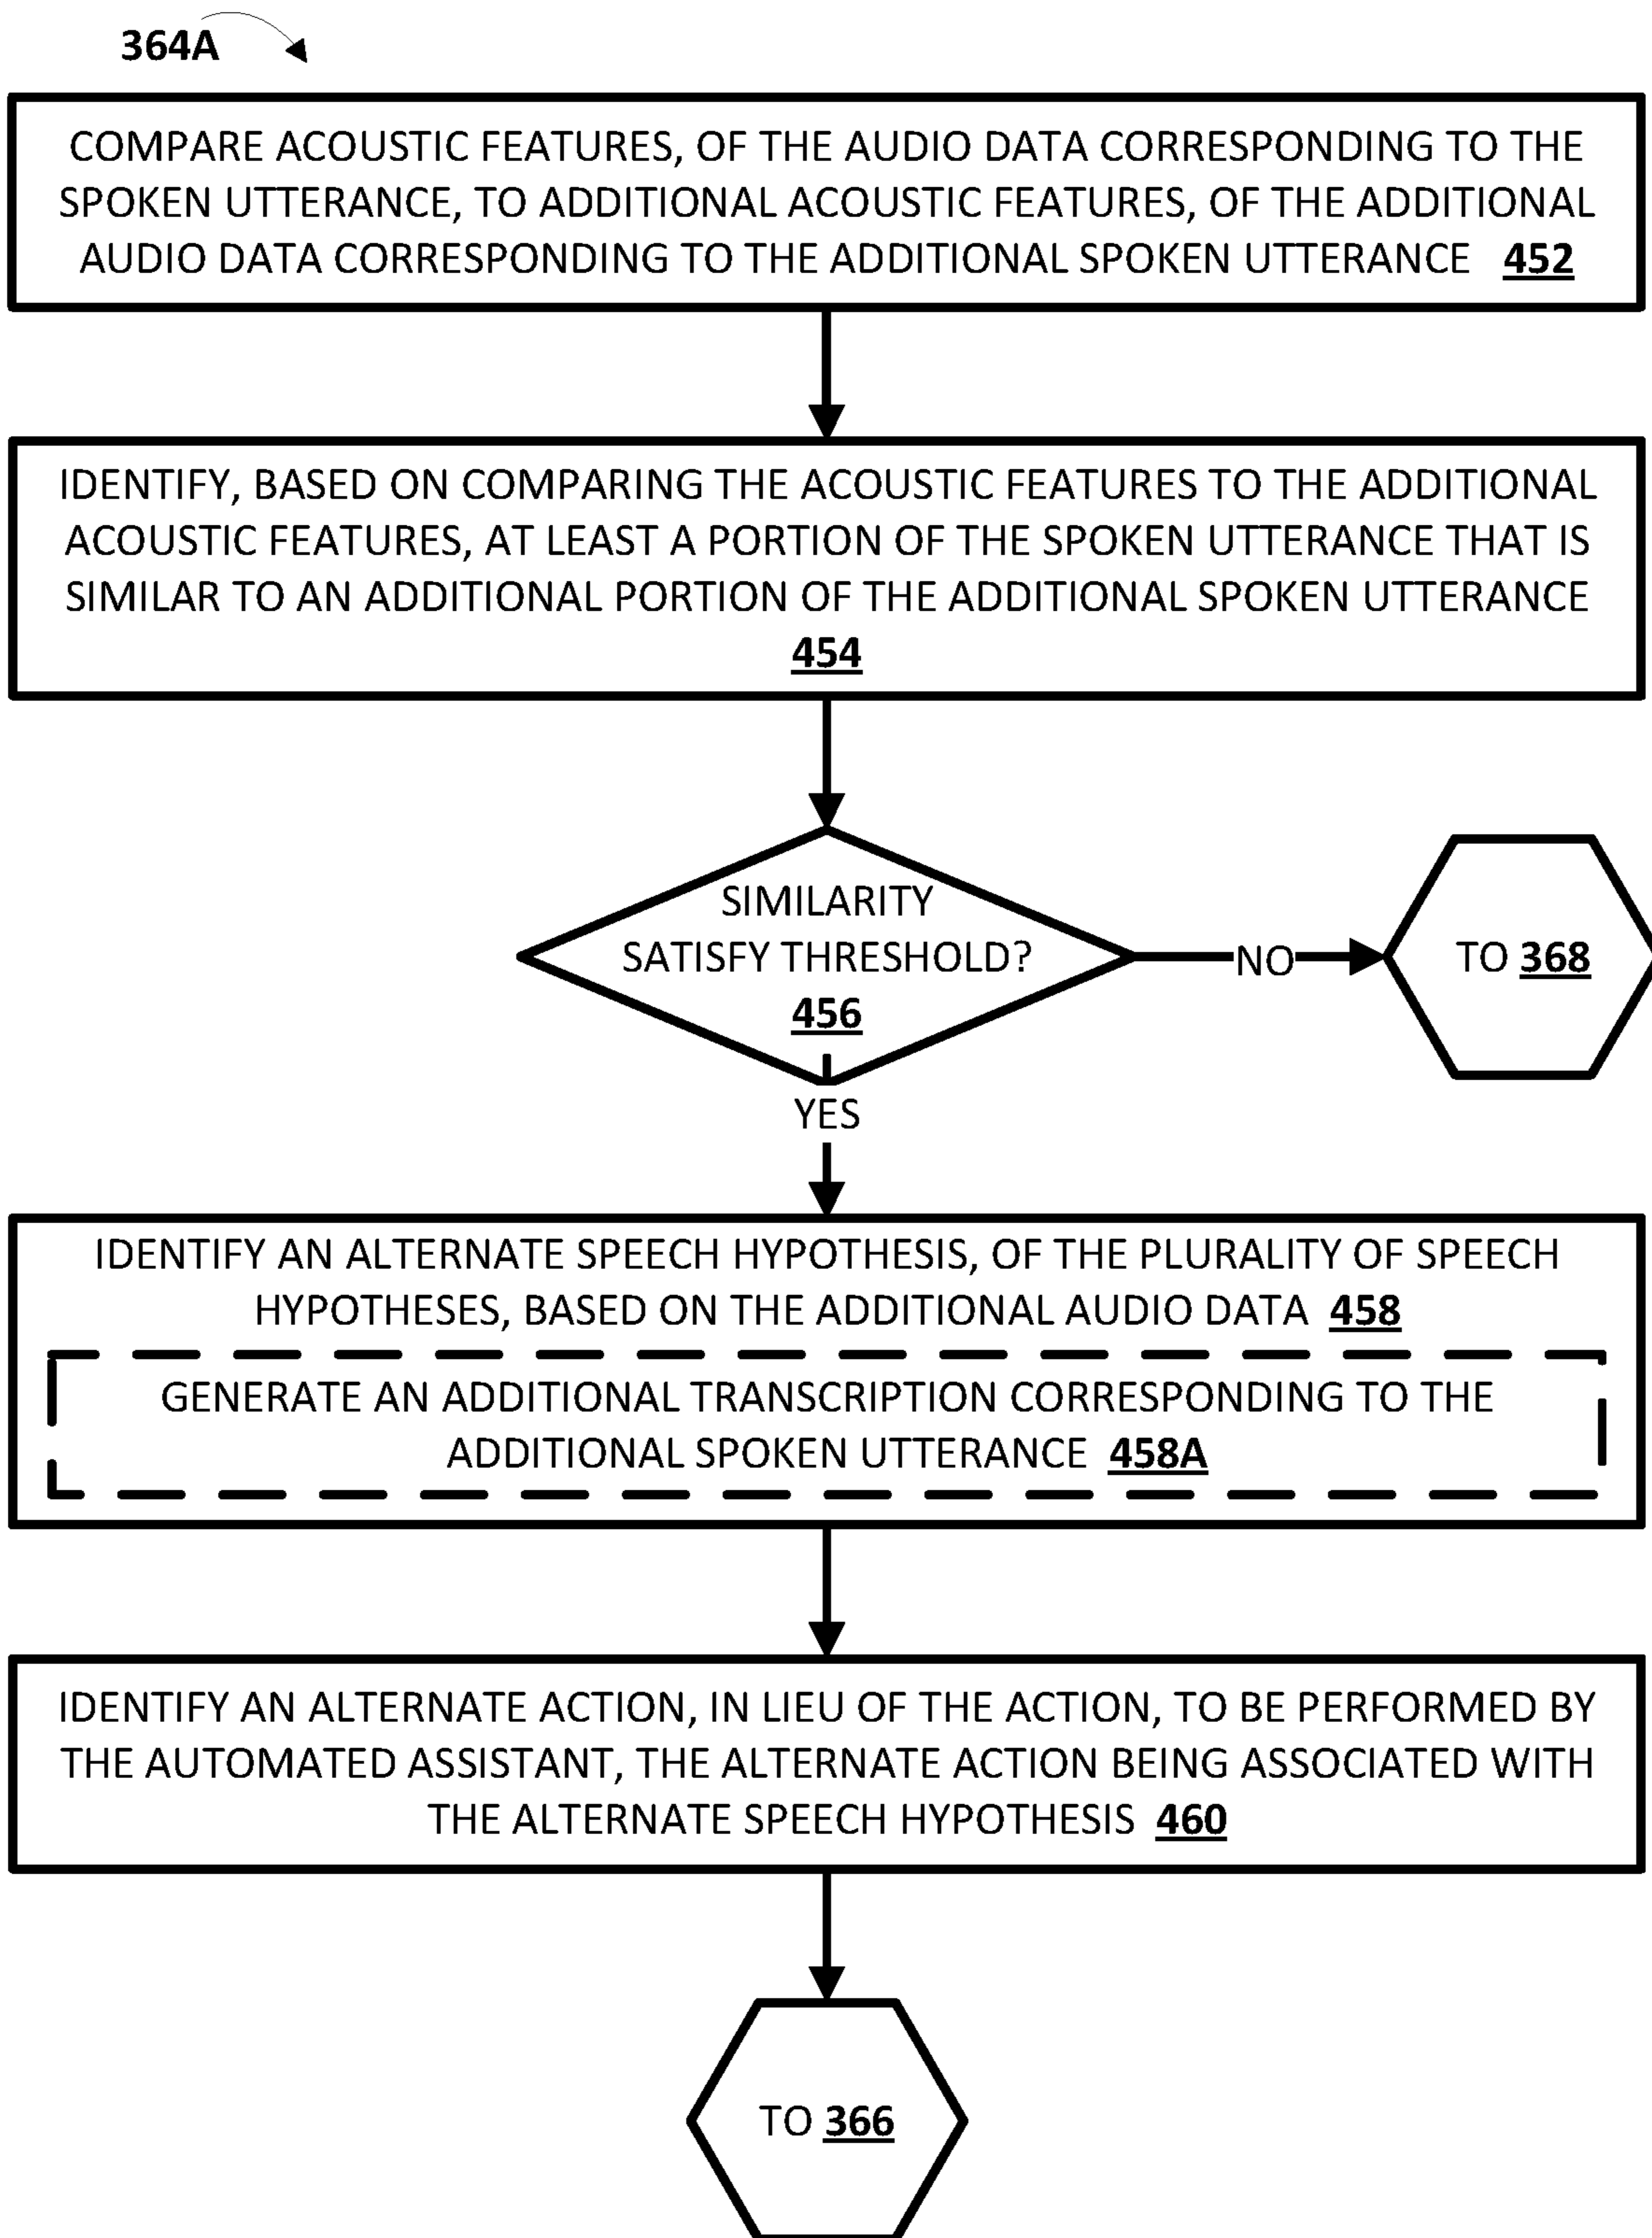 364A
COMPARE ACOUSTIC FEATURES, OF THE AUDIO DATA CORRESPONDING TO THE
SPOKEN UTTERANCE, TO ADDITIONAL ACOUSTIC FEATURES, OF THE ADDITIONAL
AUDIO DATA CORRESPONDING TO THE ADDITIONAL SPOKEN UTTERANCE 452
IDENTIFY, BASED ON COMPARING THE ACOUSTIC FEATURES TO THE ADDITIONAL
ACOUSTIC FEATURES, AT LEAST A PORTION OF THE SPOKEN UTTERANCE THAT IS
SIMILAR TO AN ADDITIONAL PORTION OF THE ADDITIONAL SPOKEN UTTERANCE
454
SIMILARITY
SATISFY THRESHOLD?
456
NO
TO 368
YES
IDENTIFY AN ALTERNATE SPEECH HYPOTHESIS, OF THE PLURALITY OF SPEECH
HYPOTHESES, BASED ON THE ADDITIONAL AUDIO DATA 458
GENERATE AN ADDITIONAL TRANSCRIPTION CORRESPONDING TO THE
ADDITIONAL SPOKEN UTTERANCE 458A
IDENTIFY AN ALTERNATE ACTION, IN LIEU OF THE ACTION, TO BE PERFORMED BY
THE AUTOMATED ASSISTANT, THE ALTERNATE ACTION BEING ASSOCIATED WITH
THE ALTERNATE SPEECH HYPOTHESIS 460
TO 366